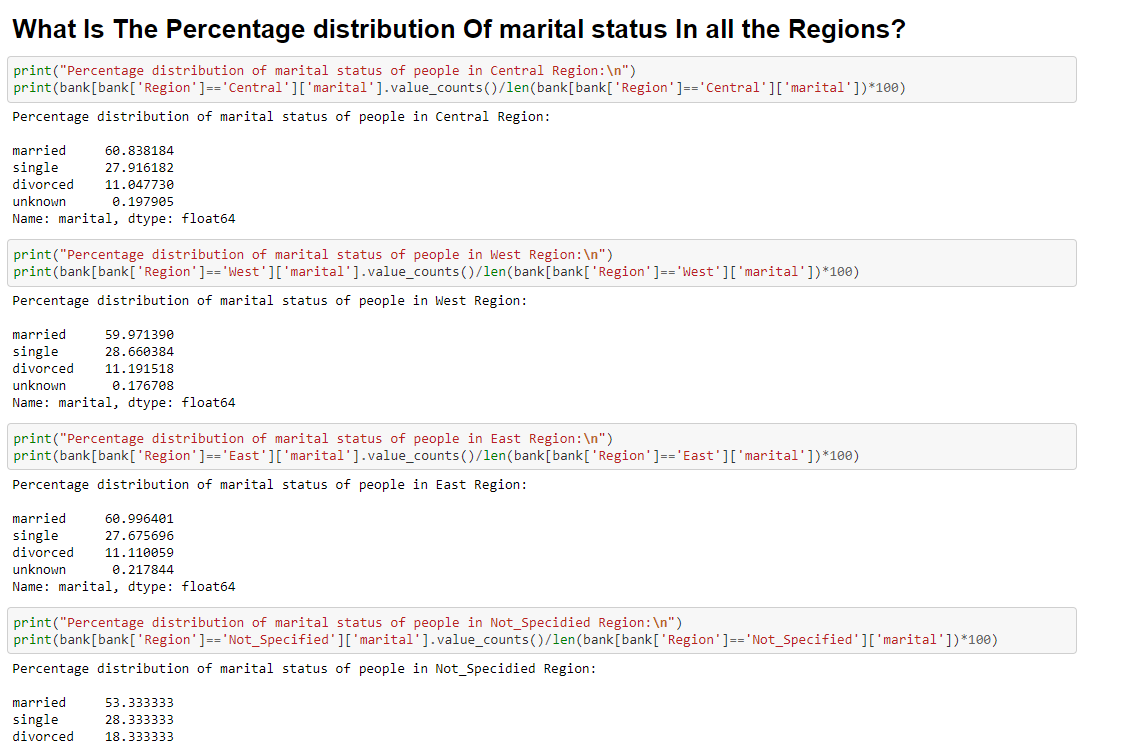 What Is The Percentage distribution Of marital status In all the Regions?
print("Percentage distribution of marital status of people in Central Region:\n")
print(bank[bank['Region']=='Central']['marital'].value_counts()/len(bank[bank['Region']=='Central']['marital'])*100)
Percentage distribution of marital status of people in Central Region:
married     60.838184
single      27.916182
divorced    11.047730
unknown      0.197905
Name: marital, dtype: float64
print("Percentage distribution of marital status of people in West Region:\n")
print(bank[bank['Region']=='West']['marital'].value_counts()/len(bank[bank['Region']=='West']['marital'])*100)
Percentage distribution of marital status of people in West Region:
married     59.971390
single      28.660384
divorced    11.191518
unknown      0.176708
Name: marital, dtype: float64
print("Percentage distribution of marital status of people in East Region:\n")
print(bank[bank['Region']=='East']['marital'].value_counts()/len(bank[bank['Region']=='East']['marital'])*100)
Percentage distribution of marital status of people in East Region:
married     60.996401
single      27.675696
divorced    11.110059
unknown      0.217844
Name: marital, dtype: float64
print("Percentage distribution of marital status of people in Not_Specidied Region:\n")
print(bank[bank['Region']=='Not_Specified']['marital'].value_counts()/len(bank[bank['Region']=='Not_Specified']['marital'])*100)
Percentage distribution of marital status of people in Not_Specidied Region:
married     53.333333
single      28.333333
divorced    18.333333